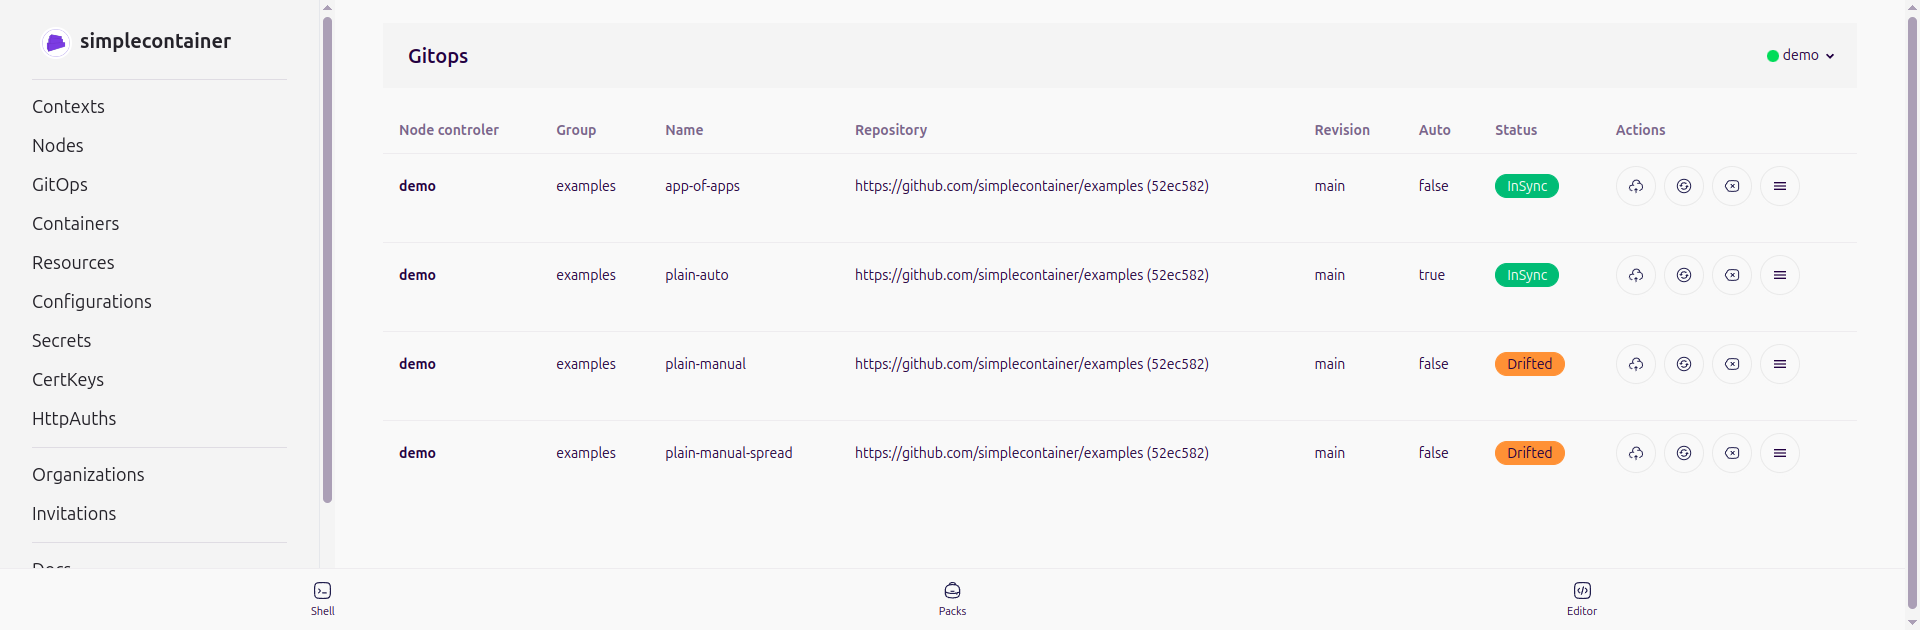 simplecontainer
Contexts
Nodes
GitOps
Containers
Resources
Configurations
Secrets
CertKeys
HttpAuths
Organizations
Invitations
Docs
Gitops
demo
Node controler Group Name Repository Revision Auto Status Actions
demo examples app-of-apps https://github.com/simplecontainer/examples (52ec582) main false InSync
demo examples plain-auto https://github.com/simplecontainer/examples (52ec582) main true InSync
demo examples plain-manual https://github.com/simplecontainer/examples (52ec582) main false Drifted
demo examples plain-manual-spread https://github.com/simplecontainer/examples (52ec582) main false Drifted
Shell Packs Editor